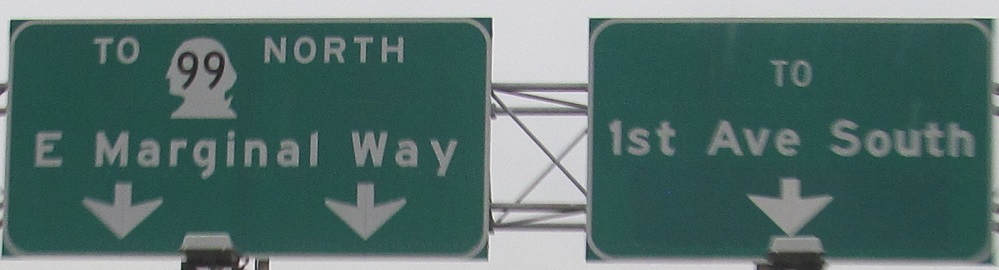 TO 99 NORTH
E Marginal Way
TO
1st Ave South